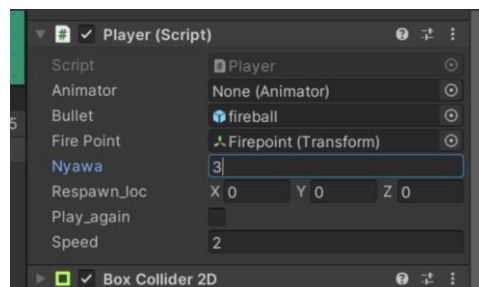 Player (Script)
Script Player
Animator None (Animator)
Bullet fireball
Fire Point Firepoint (Transform)
Nyawa 3
Respawn_loc X 0 Y 0 Z 0
Play_again
Speed 2
Box Collider 2D
5